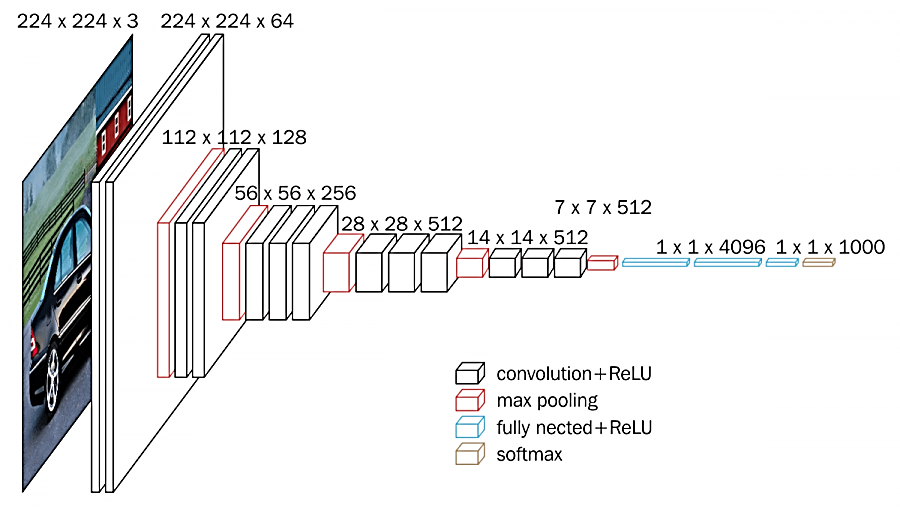 224 x 224 x 3
224 x 224 x 64
112 x 112 x 128
56 x 56 x 256
28 x 28 x 512
14 x 14 x 512
7 x 7 x 512
1 x 1 x 4096
1 x 1 x 1000
convolution+ReLU
max pooling
fully nected+ReLU
softmax